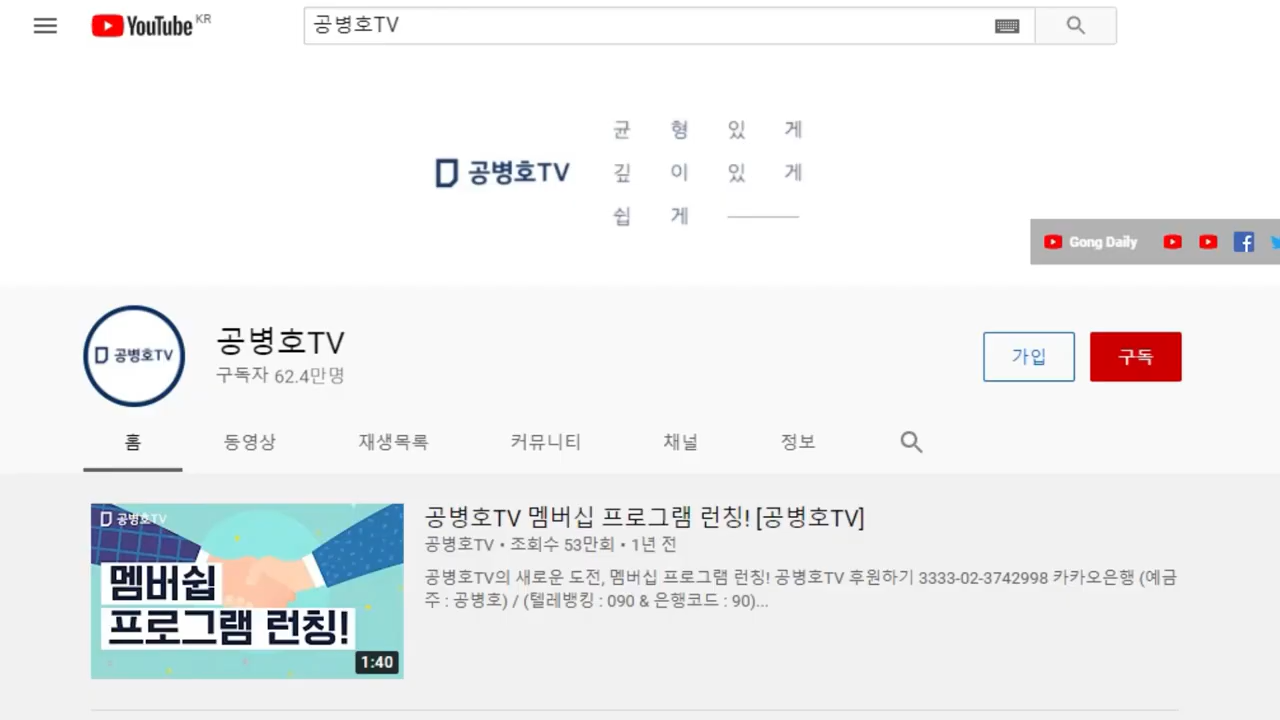 YouTube KR
공병호TV
균 형 있 게
공병호TV
깊 이 있 게
쉽 게
Gong Daily
공병호TV
공병호TV
구독자 62.4만명
가입
구독
홈
동영상
재생목록
커뮤니티
채널
정보
공병호TV
멤버쉽
프로그램 런칭!
1:40
공병호TV 멤버십 프로그램 런칭! [공병호TV]
공병호TV • 조회수 53만회 • 1년 전
공병호TV의 새로운 도전, 멤버십 프로그램 런칭! 공병호TV 후원하기 3333-02-3742998 카카오은행 (예금
주 : 공병호) / (텔레뱅킹 : 090 & 은행코드 : 90)...